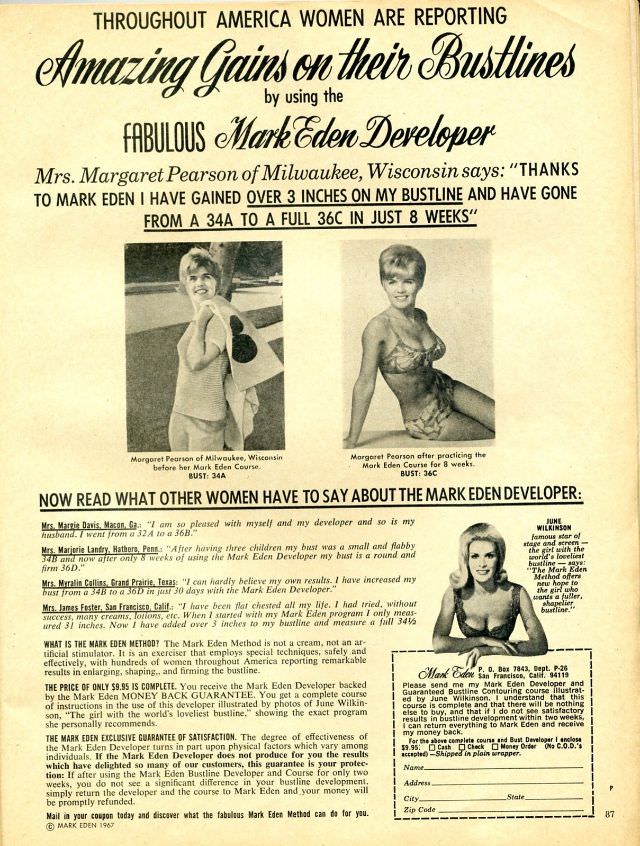 THROUGHOUT AMERICA WOMEN ARE REPORTING
Amazing Gains on their Bustlines
by using the
FABULOUS Mark Eden Developer
Mrs. Margaret Pearson of Milwaukee, Wisconsin says: "THANKS
TO MARK EDEN I HAVE GAINED OVER 3 INCHES ON MY BUSTLINE AND HAVE GONE
FROM A 34A TO A FULL 36C IN JUST 8 WEEKS"
Margaret Pearson of Milwaukee, Wisconsin
before her Mark Eden Course.
BUST: 34A
Margaret Pearson after practicing the
Mark Eden Course for 8 weeks.
BUST: 36C
NOW READ WHAT OTHER WOMEN HAVE TO SAY ABOUT THE MARK EDEN DEVELOPER:
Mrs. Margie Davis, Macon, Ga.: "I am so pleased with myself and my developer and so is my
husband. I went from a 32A to a 36B."
Mrs. Marjorie Landry, Hatboro, Penn.: "After having three children my bust was a small and flabby
34B and now after only 8 weeks of using the Mark Eden Developer my bust is a round and
firm 36D."
Mrs. Myralin Collins, Grand Prairie, Texas: "I can hardly believe my own results. I have increased my
bust from a 34B to a 36D in just 30 days with the Mark Eden Developer."
Mrs. James Foster, San Francisco, Calif.: "I have been flat chested all my life. I had tried, without
success, many creams, lotions, etc. When I started with my Mark Eden program I only meas-
ured 31 inches. Now I have added over 3 inches to my bustline and measure a full 34½
WHAT IS THE MARK EDEN METHOD? The Mark Eden Method is not a cream, not an ar-
tificial stimulator. It is an exerciser that employs special techniques, safely and
effectively, with hundreds of women throughout America reporting remarkable
results in enlarging, shaping,, and firming the bustline.
THE PRICE OF ONLY $9.95 IS COMPLETE. You receive the Mark Eden Developer backed
by the Mark Eden MONEY BACK GUARANTEE. You get a complete course
of instructions in the use of this developer illustrated by photos of June Wilkin-
son, "The girl with the world's loveliest bustline," showing the exact program
she personally recommends.
THE MARK EDEN EXCLUSIVE GUARANTEE OF SATISFACTION. The degree of effectiveness of
the Mark Eden Developer turns in part upon physical factors which vary among
individuals. If the Mark Eden Developer does not produce for you the results
which have delighted so many of our customers, this guarantee is your protec-
tion: If after using the Mark Eden Bustline Developer and Course for only two
weeks, you do not see a significant difference in your bustline development,
simply return the developer and the course to Mark Eden and your money will
be promptly refunded.
Mail in your coupon today and discover what the fabulous Mark Eden Method can do for you.
© MARK EDEN 1967
JUNE
WILKINSON
famous star of
stage and screen —
the girl with the
world's loveliest
bustline — says:
"The Mark Eden
Method offers
new hope to
the girl who
wants a fuller,
shapelier
bustline."
Mark Eden P. O. Box 7843, Dept. P-26
San Francisco, Calif. 94119
Please send me my Mark Eden Developer and
Guaranteed Bustline Contouring course illustrat-
ed by June Wilkinson. I understand that this
course is complete and that there will be nothing
else to buy, and that if I do not see satisfactory
results in bustline development within two weeks,
I can return everything to Mark Eden and receive
my money back.
For the above complete course and Bust Developer I enclose
$9.95: Cash Check Money Order (No C.O.D.'s
accepted)—Shipped in plain wrapper.
Name
Address
City State
Zip Code
P
87